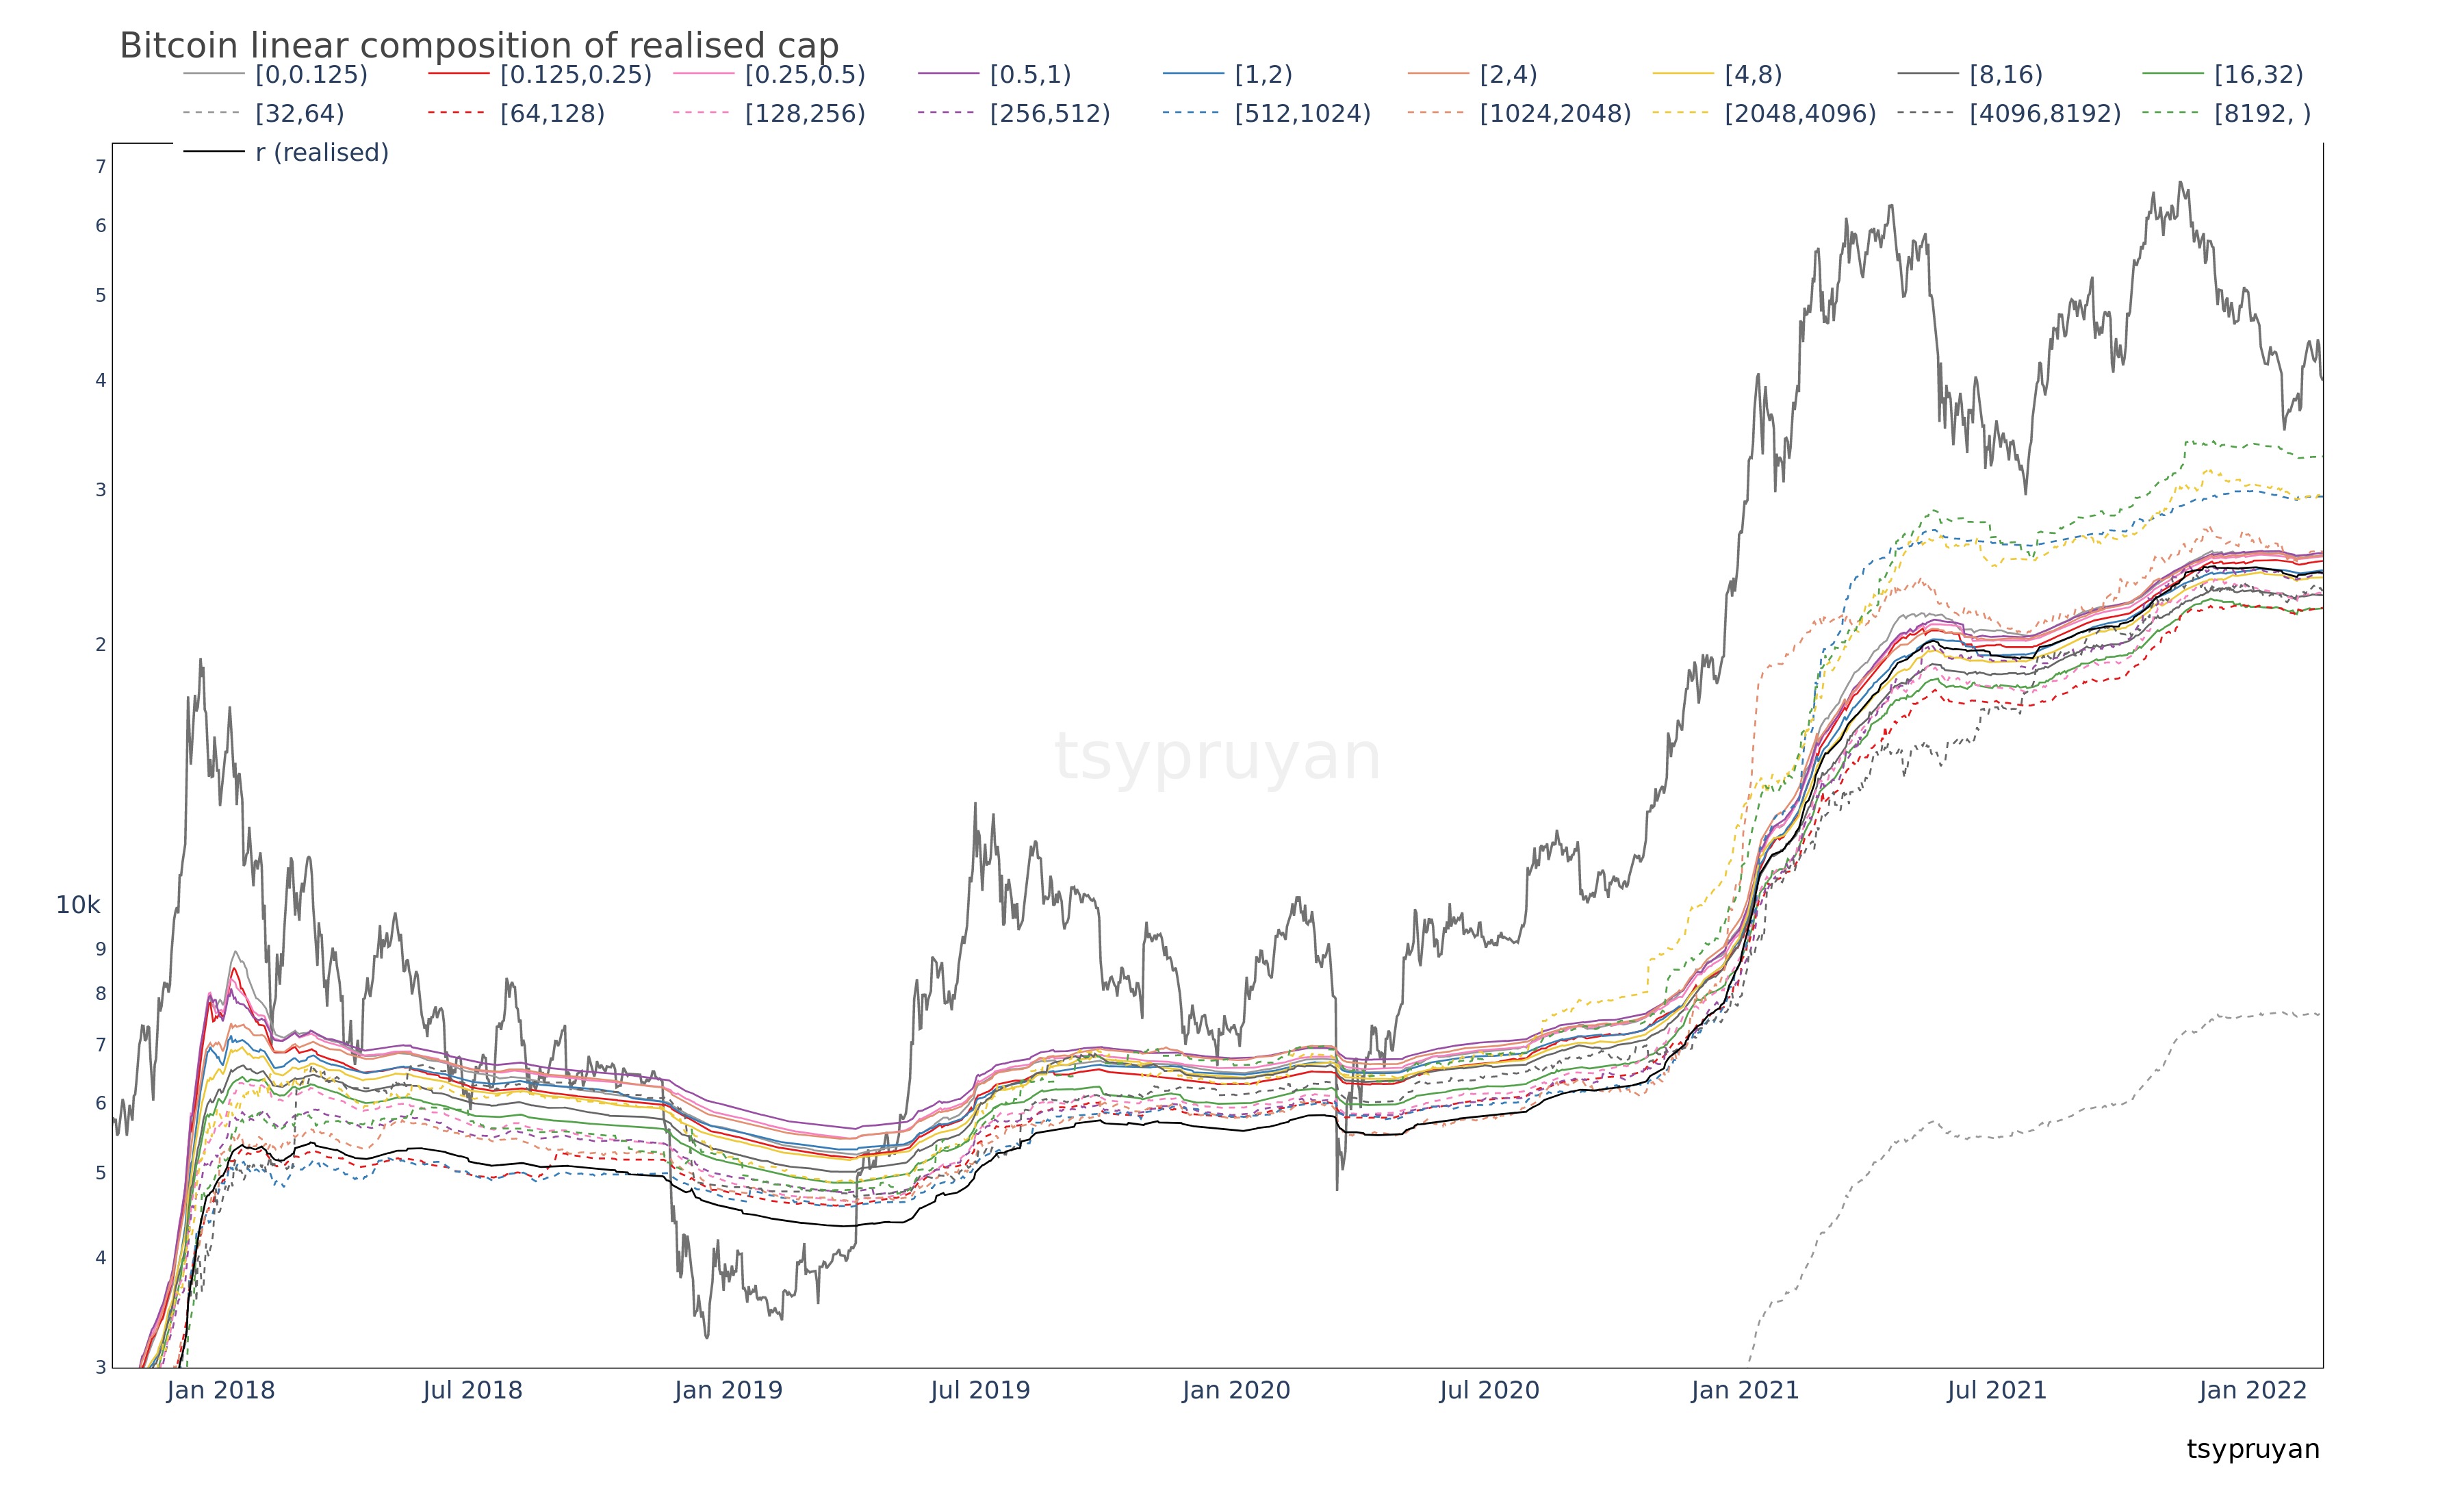 Bitcoin linear composition of realised cap
[0,0.125) [0.125,0.25) [0.25,0.5) [0.5,1) [1,2) [2,4) [4,8) [8,16) [16,32)
[32,64) [64,128) [128,256) [256,512) [512,1024) [1024,2048) [2048,4096) [4096,8192) [8192, )
r (realised)
7
6
5
4
3
2
tsypruyan
10k
9
8
7
6
5
4
3
Jan 2018 Jul 2018 Jan 2019 Jul 2019 Jan 2020 Jul 2020 Jan 2021 Jul 2021 Jan 2022
tsypruyan